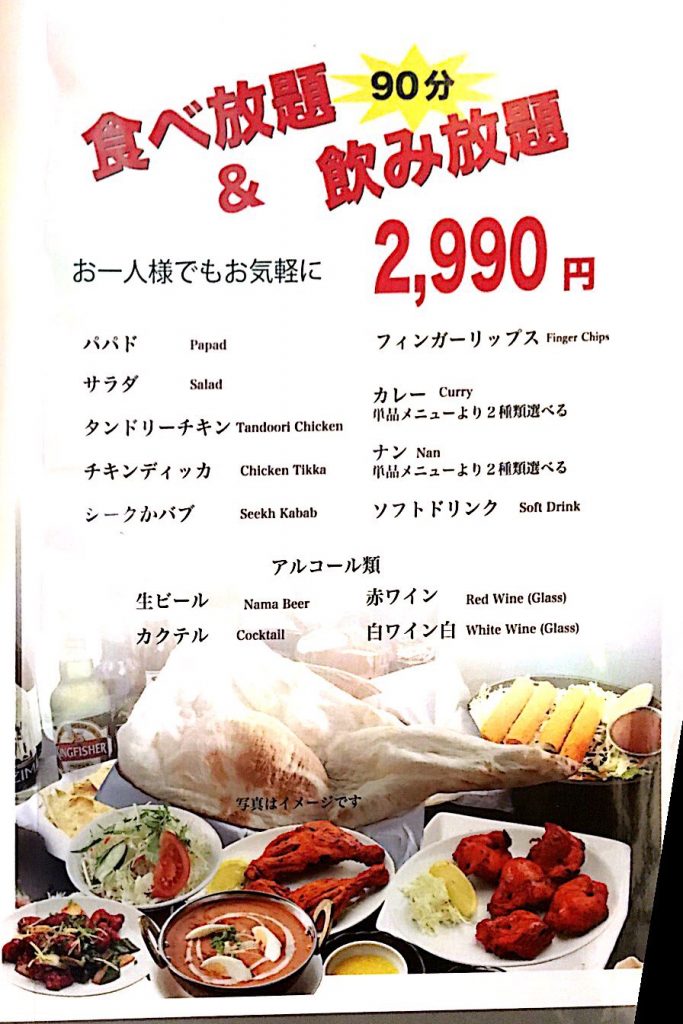 90分
食べ放題
& 飲み放題
お一人様でもお気軽に 2,990円
パパド Papad
サラダ Salad
タンドリーチキン Tandoori Chicken
チキンディッカ Chicken Tikka
シークかバブ Seekh Kabab
フィンガーリップス Finger Chips
カレー Curry
単品メニューより2種類選べる
ナン Nan
単品メニューより2種類選べる
ソフトドリンク Soft Drink
アルコール類
生ビール Nama Beer
カクテル Cocktail
赤ワイン Red Wine (Glass)
白ワイン白 White Wine (Glass)
KINGFISHER
ZIM
写真はイメージです